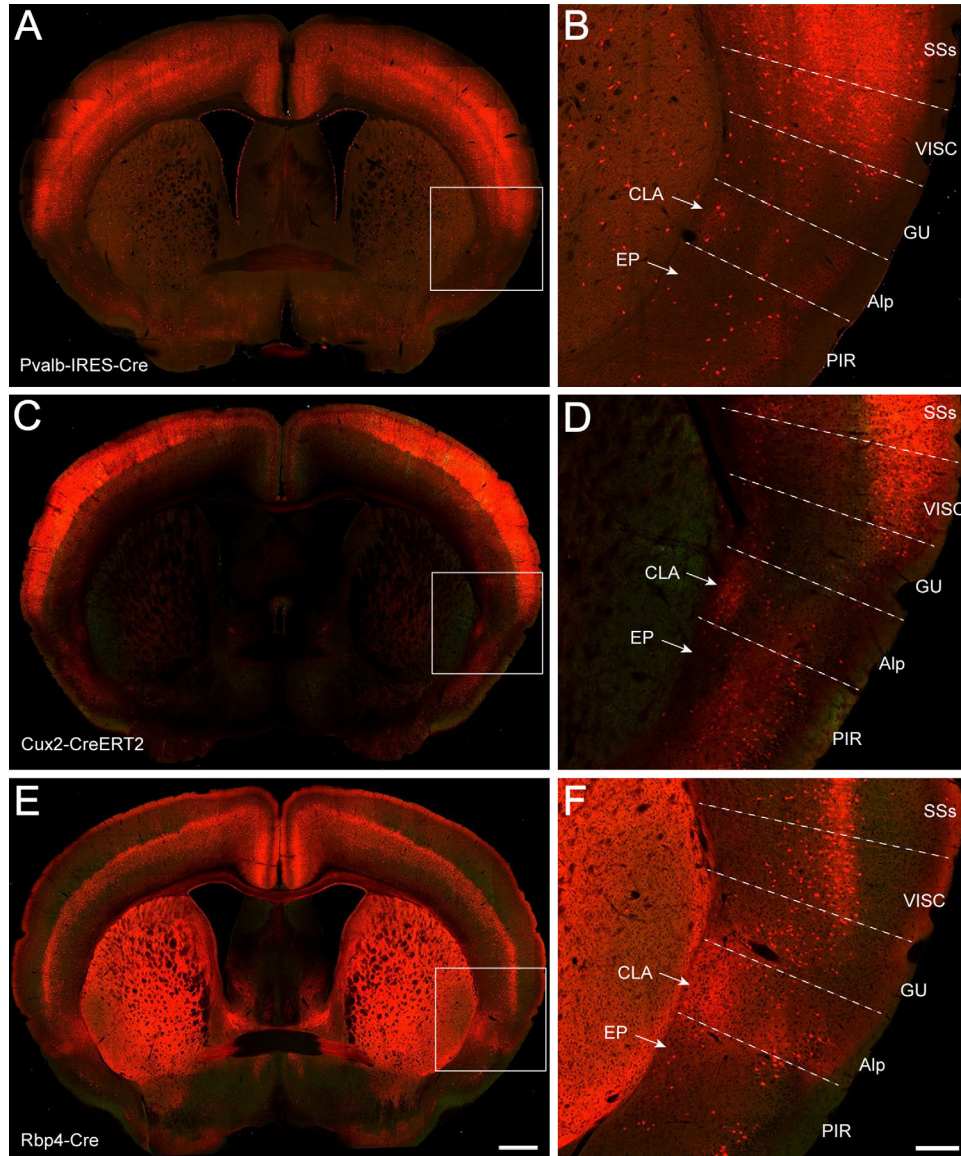 A
Pvalb-IRES-Cre
B
SSs
VISC
CLA
GU
EP
Alp
PIR
C
Cux2-CreERT2
D
SSs
VISC
CLA
GU
EP
Alp
PIR
E
Rbp4-Cre
F
SSs
VISC
CLA
GU
EP
Alp
PIR